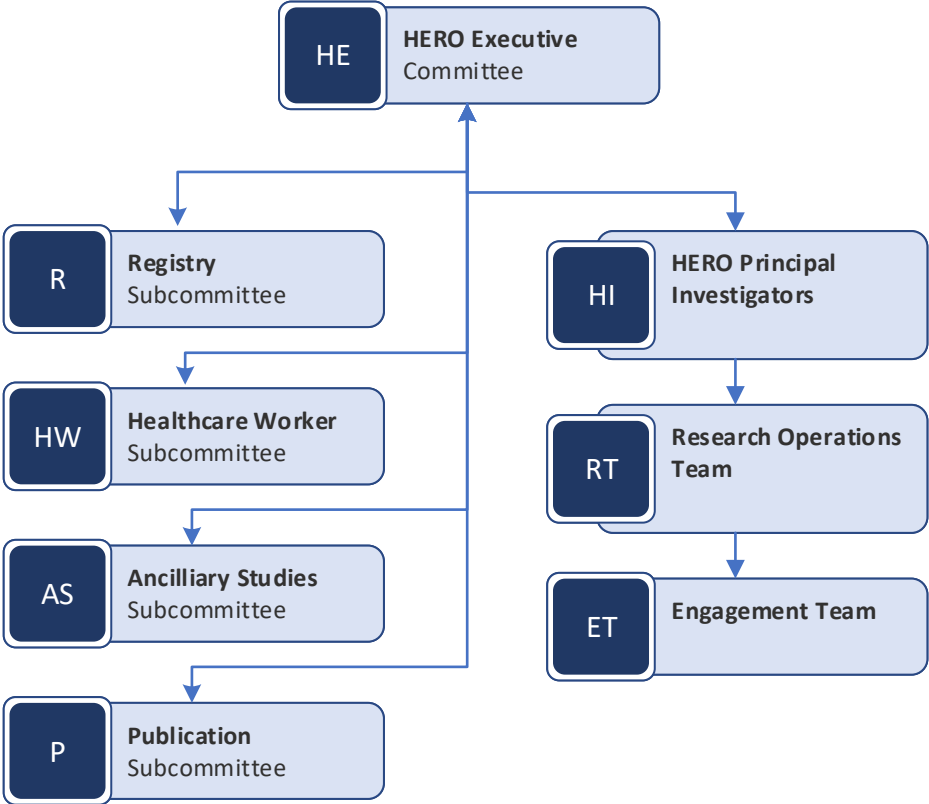 HE
HERO Executive
Committee
R
Registry
Subcommittee
HW
Healthcare Worker
Subcommittee
AS
Ancilliary Studies
Subcommittee
P
Publication
Subcommittee
HI
HERO Principal
Investigators
RT
Research Operations
Team
ET
Engagement Team